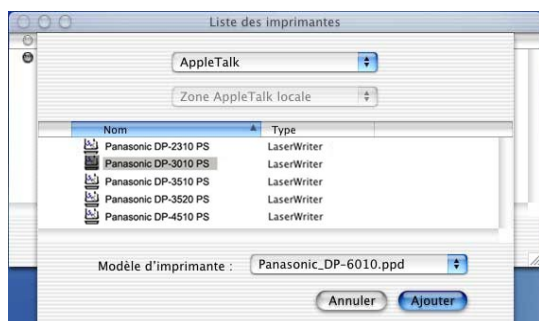 Liste des imprimantes
AppleTalk
Zone AppleTalk locale
Nom Type
Panasonic DP-2310 PS LaserWriter
Panasonic DP-3010 PS LaserWriter
Panasonic DP-3510 PS LaserWriter
Panasonic DP-3520 PS LaserWriter
Panasonic DP-4510 PS LaserWriter
Modèle d'imprimante : Panasonic_DP-6010.ppd
Annuler Ajouter